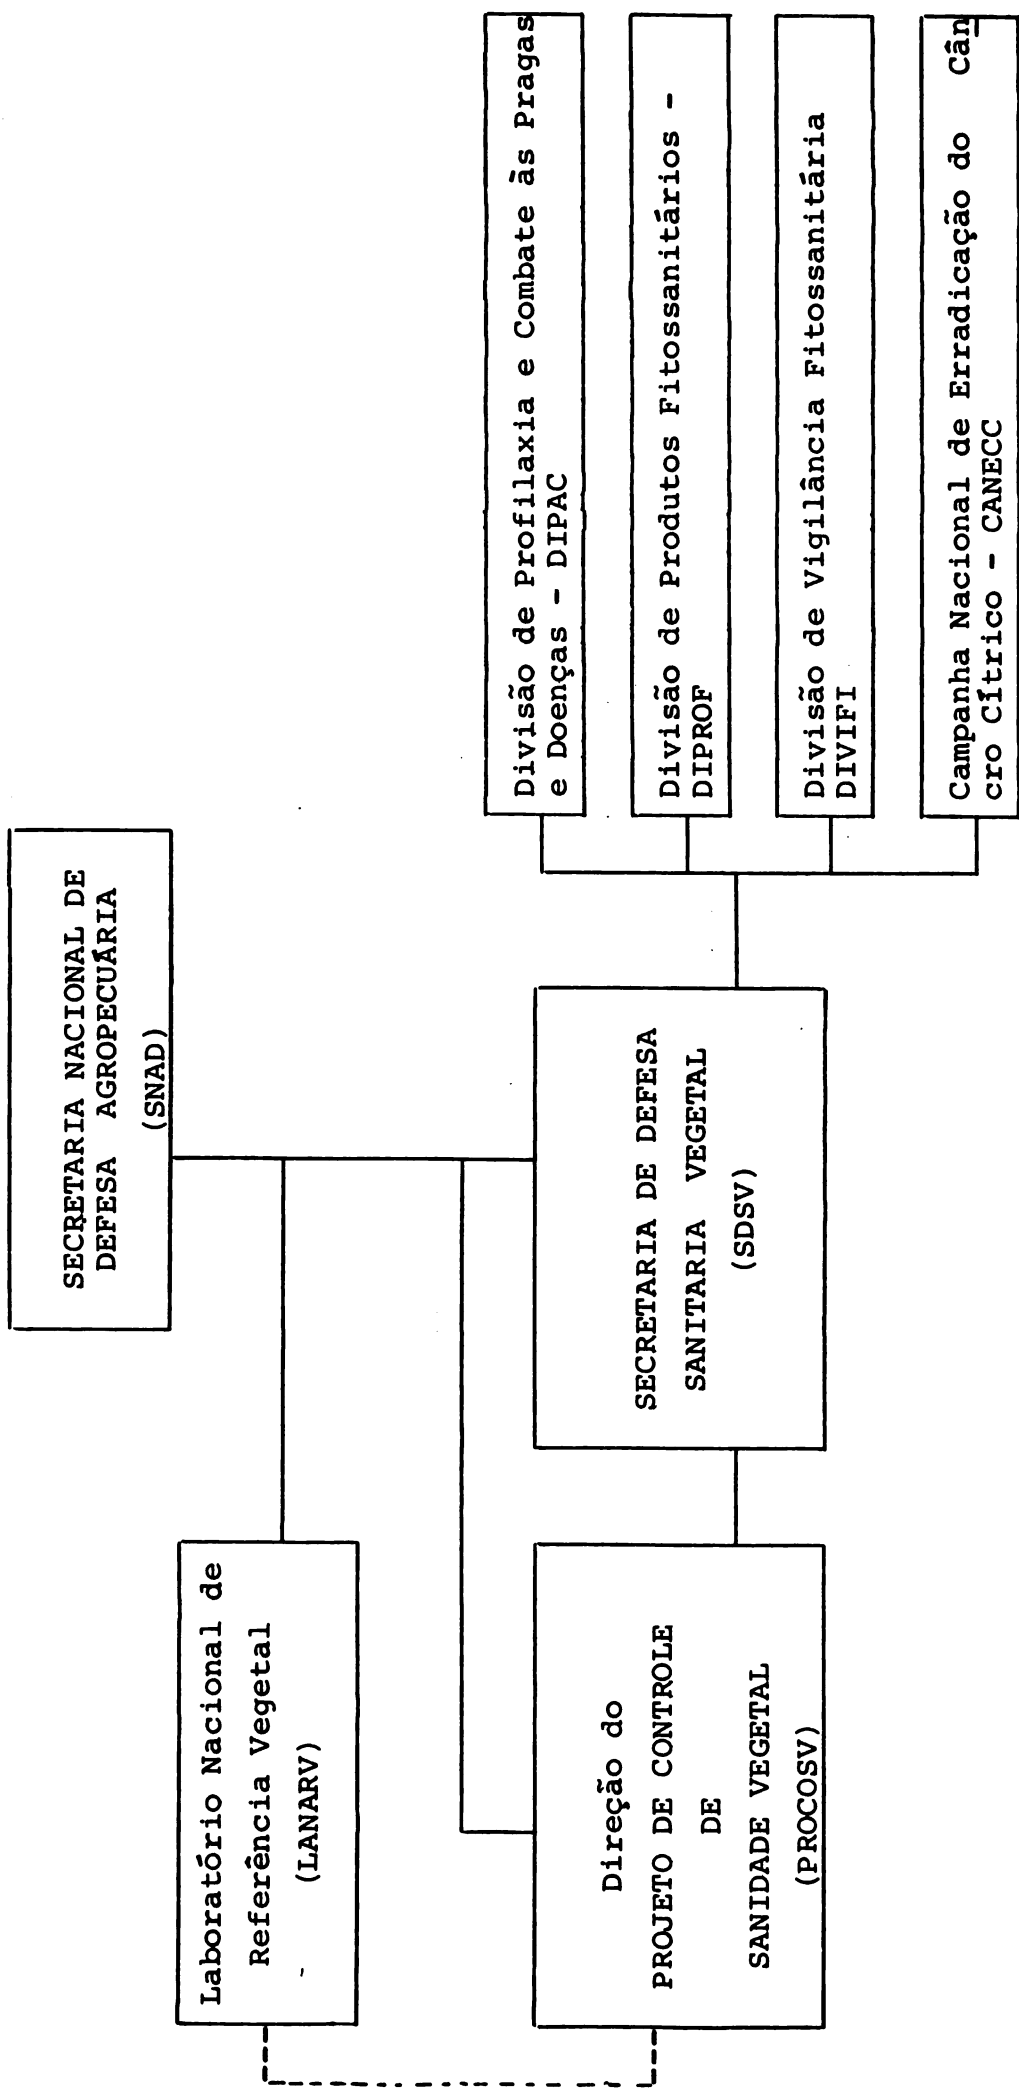 SECRETARIA NACIONAL DE
DEFESA AGROPECUÁRIA
(SNAD)
Laboratório Nacional de
Referência Vegetal
(LANARV)
Direção do
PROJETO DE CONTROLE
DE
SANIDADE VEGETAL
(PROCOSV)
SECRETARIA DE DEFESA
SANITARIA VEGETAL
(SDSV)
Divisão de Profilaxia e Combate às Pragas
e Doenças - DIPAC
Divisão de Produtos Fitossanitários -
DIPROF
Divisão de Vigilância Fitossanitária
DIVIFI
Campanha Nacional de Erradicação do Cân
cro Cítrico - CANECC